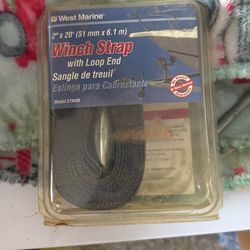 West Marine
2" x 20' (51 mm x 6.1 m)
Winch Strap
with Loop End
Sangle de treuil
Eslinga para Cabrestante